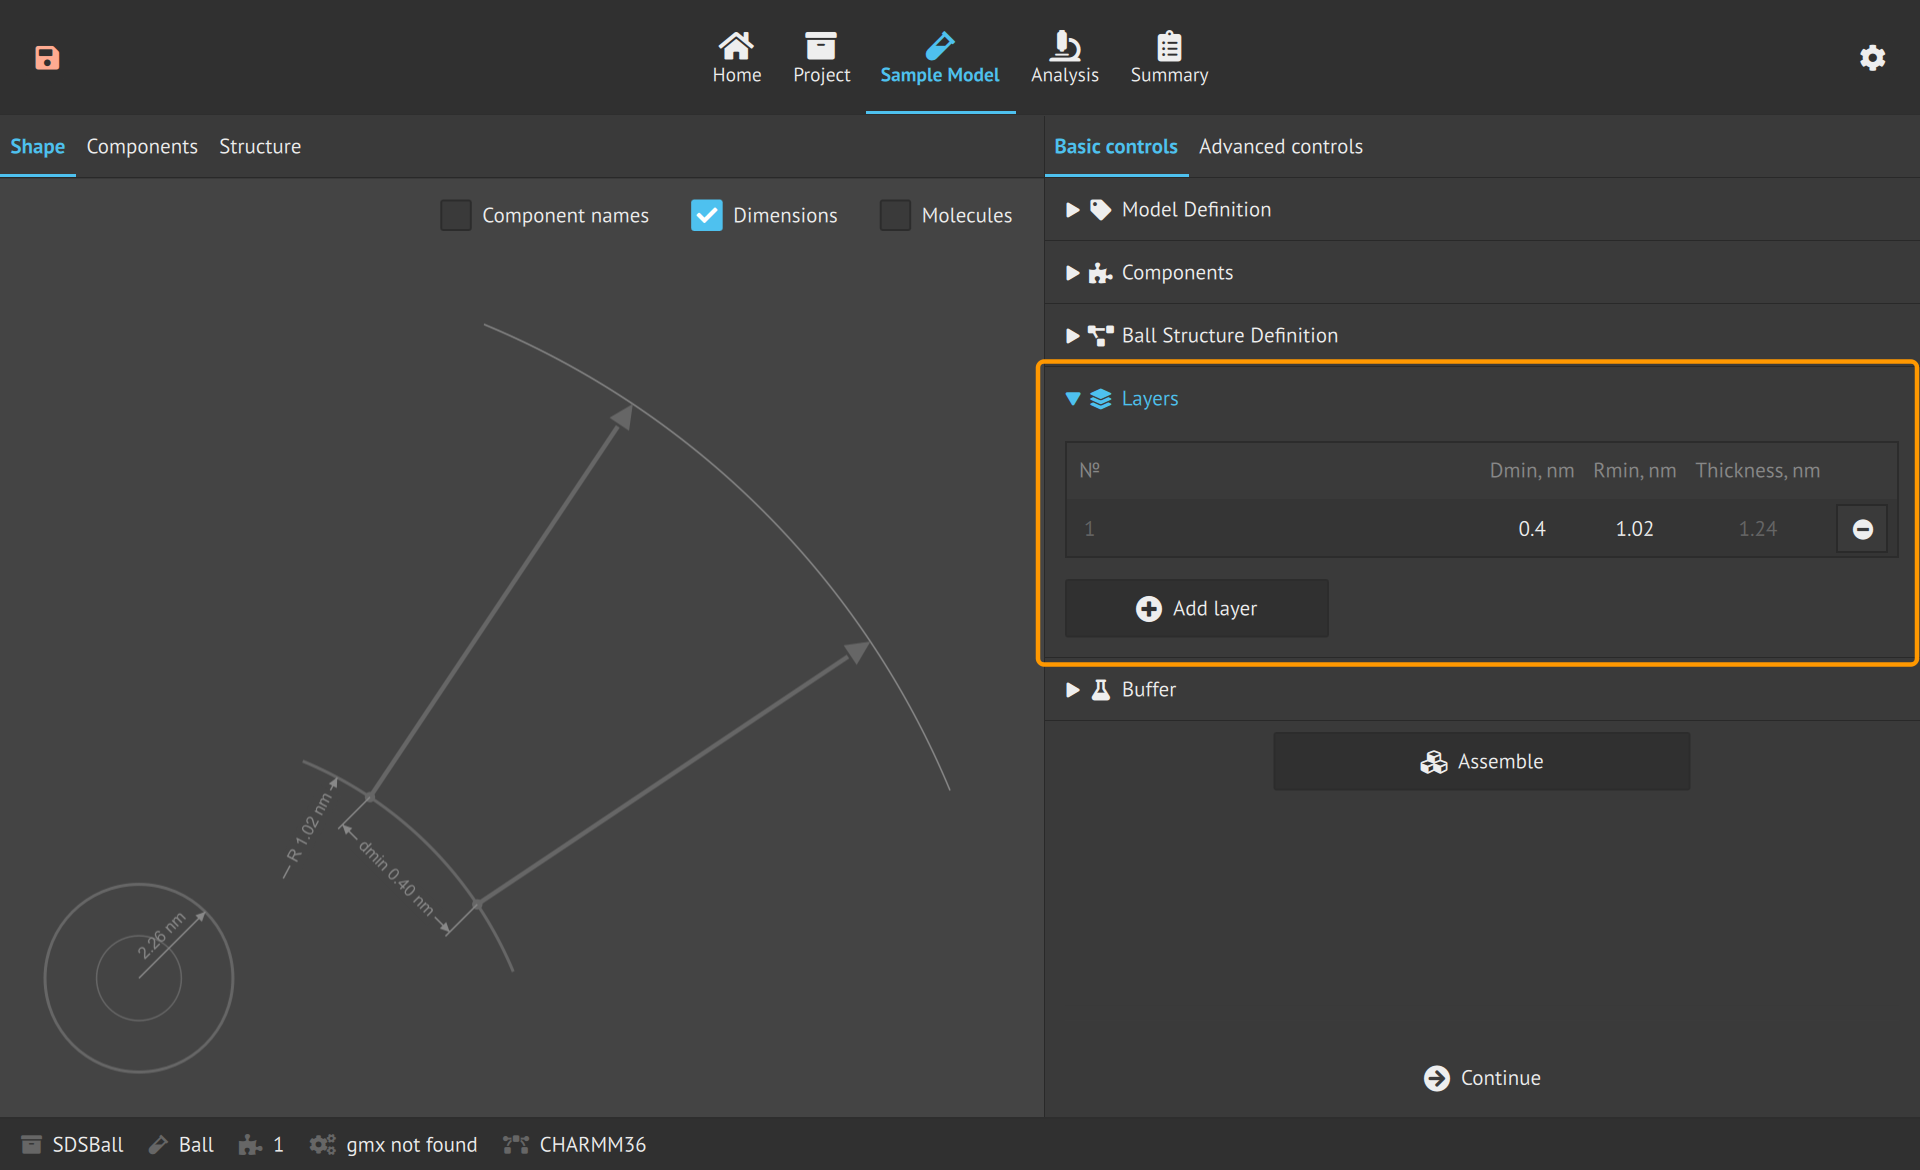 Home Project Sample Model Analysis Summary
Shape Components Structure
Component names Dimensions Molecules
R 1.02 nm
dmin 0.40 nm
2.26 nm
Basic controls Advanced controls
Model Definition
Components
Ball Structure Definition
Layers
№ Dmin, nm Rmin, nm Thickness, nm
1 0.4 1.02 1.24
Add layer
Buffer
Assemble
Continue
SDSBall Ball 1 gmx not found CHARMM36